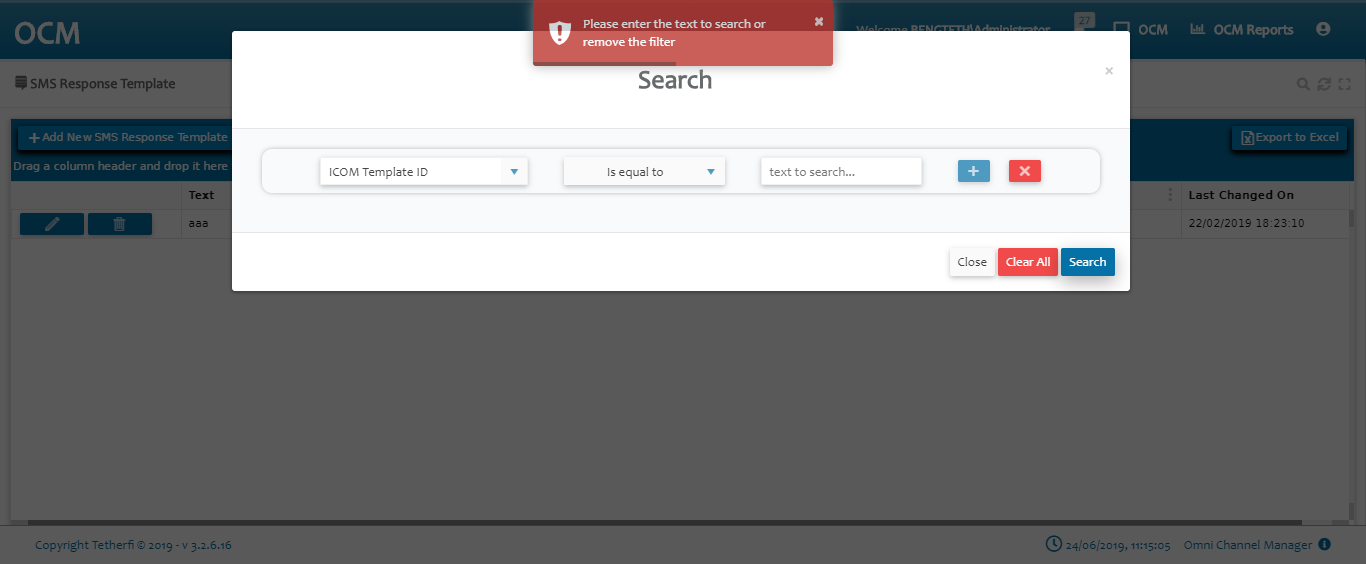 OCM
Please enter the text to search or
remove the filter
Welcome BENGTETH\Administrator
27
OCM
OCM Reports
SMS Response Template
Search
Add New SMS Response Template
Export to Excel
Drag a column header and drop it here
ICOM Template ID
Is equal to
text to search...
Text
Last Changed On
aaa
22/02/2019 18:23:10
Close
Clear All
Search
Copyright Tetherfi © 2019 - v 3.2.6.16
24/06/2019, 11:15:05
Omni Channel Manager